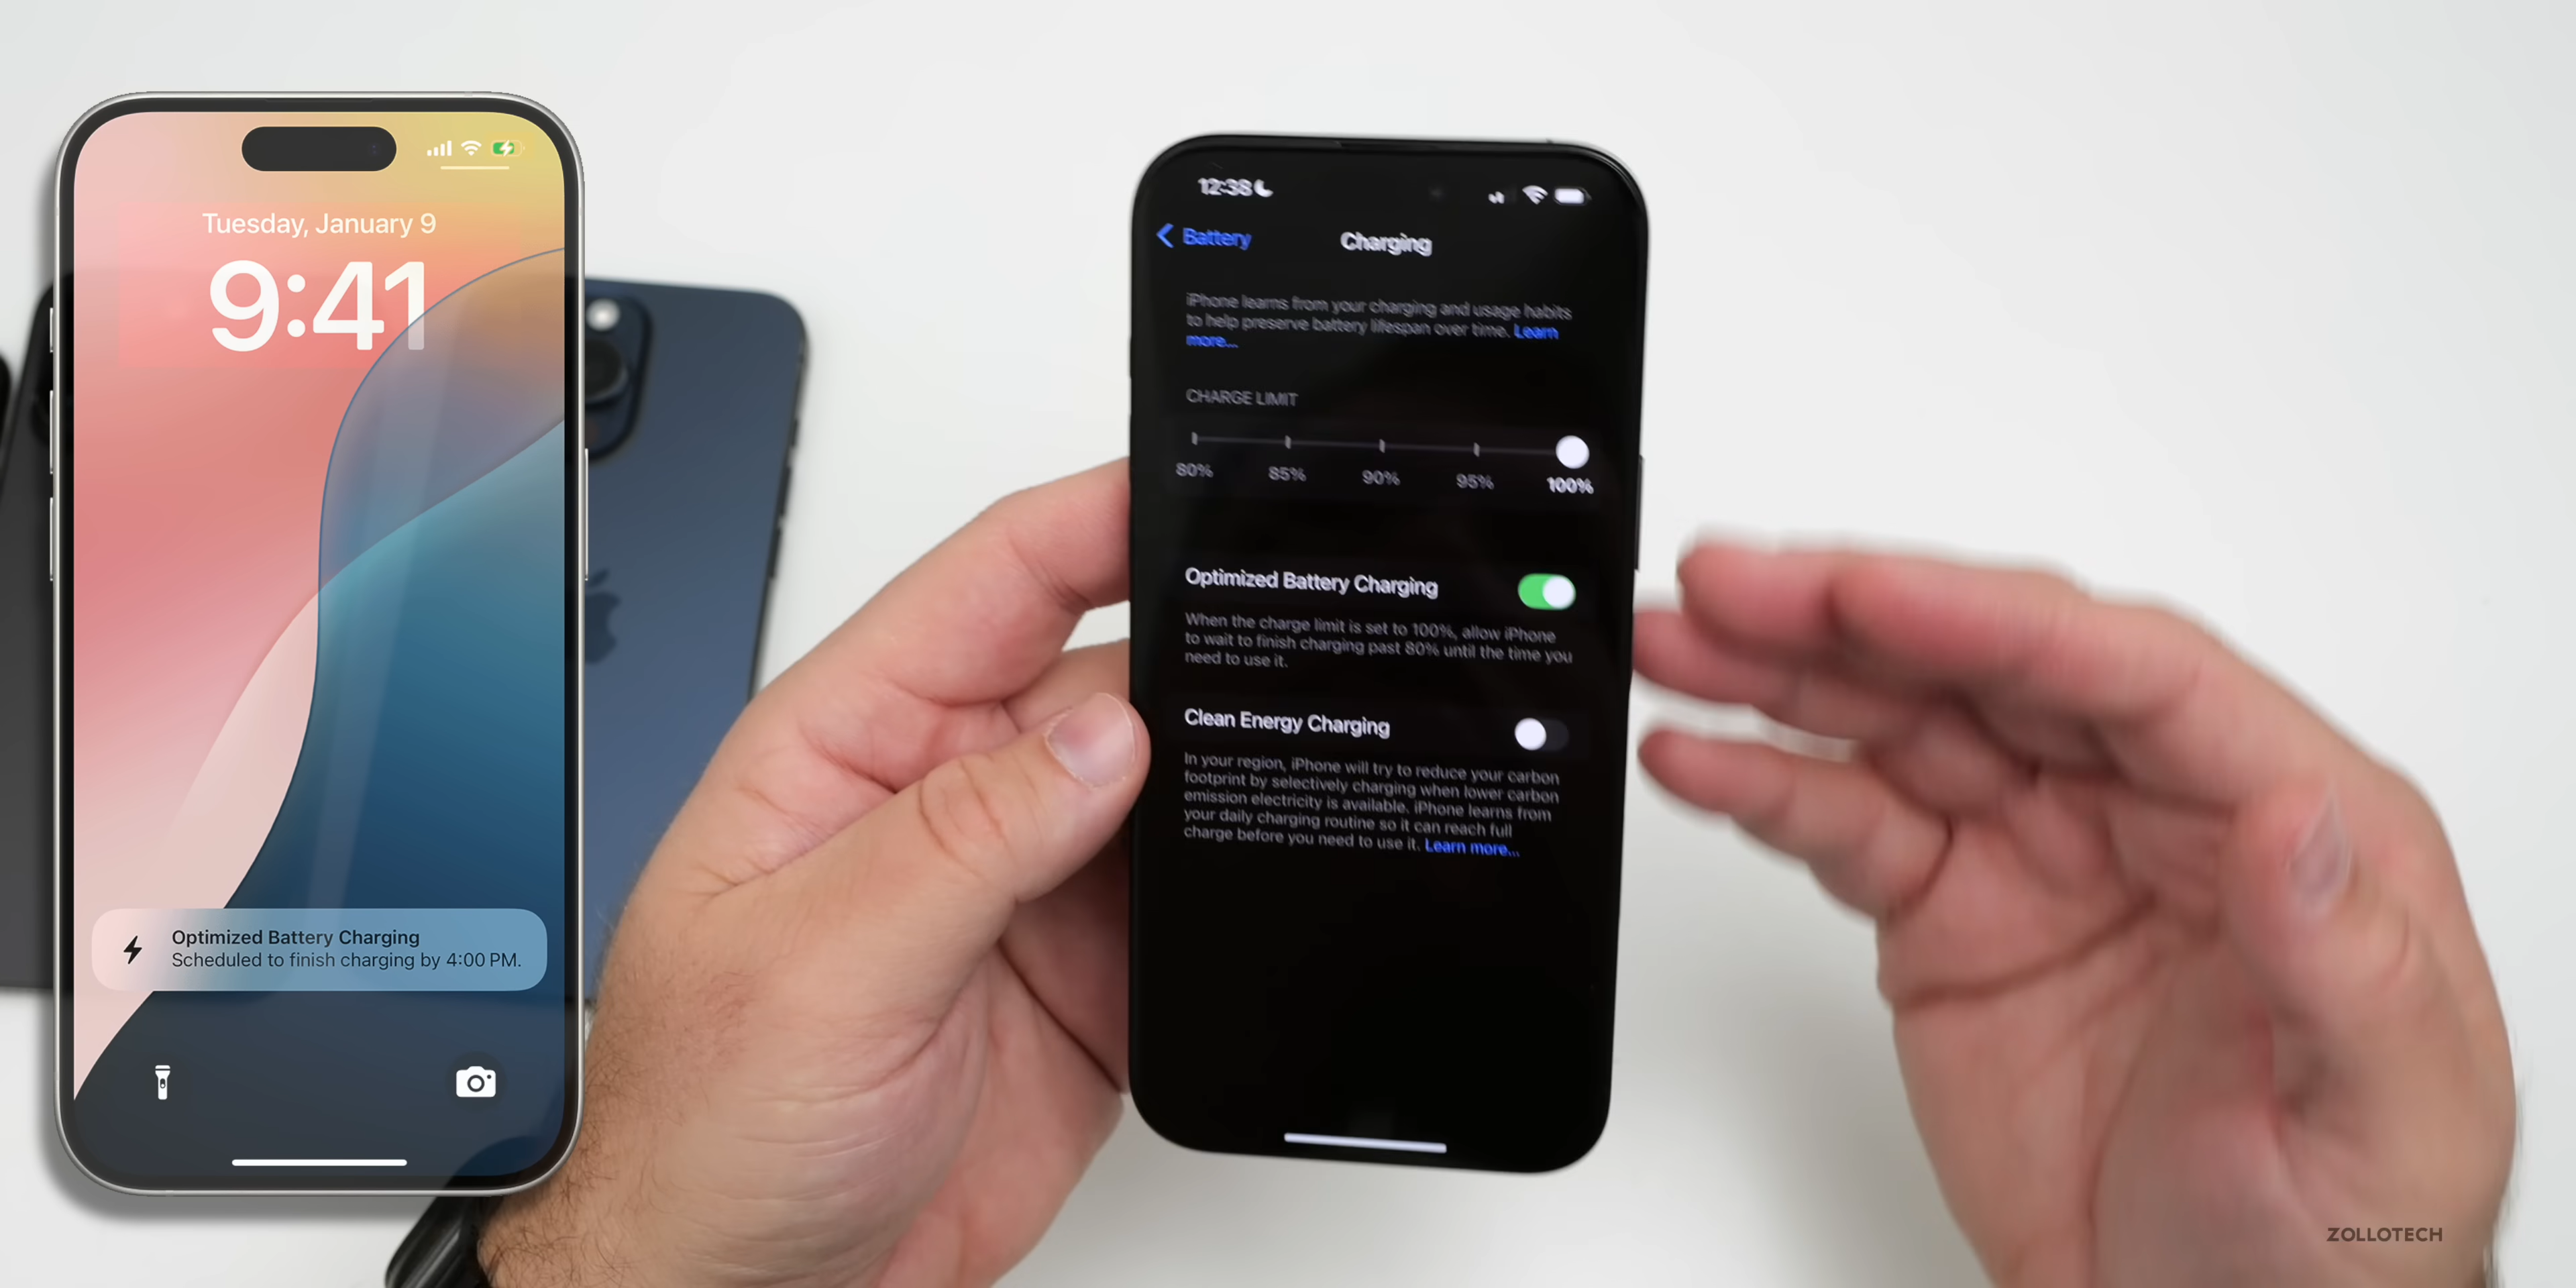 Tuesday, January 9
9:41
Optimized Battery Charging
Scheduled to finish charging by 4:00 PM.
12:38
Battery
Charging
iPhone learns from your charging and usage habits
to help preserve battery lifespan over time. Learn
more...
CHARGE LIMIT
80% 85% 90% 95% 100%
Optimized Battery Charging
When the charge limit is set to 100%, allow iPhone
to wait to finish charging past 80% until the time you
need to use it.
Clean Energy Charging
In your region, iPhone will try to reduce your carbon
footprint by selectively charging when lower carbon
emission electricity is available. iPhone learns from
your daily charging routine so it can reach full
charge before you need to use it. Learn more...
ZOLLOTECH